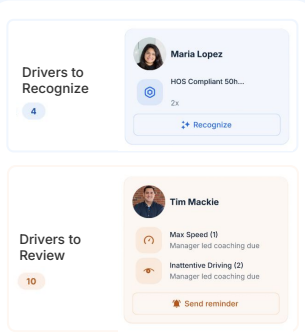 Drivers to
Recognize
4
Maria Lopez
HOS Compliant 50h...
2x
Recognize
Drivers to
Review
10
Tim Mackie
Max Speed (1)
Manager led coaching due
Inattentive Driving (2)
Manager led coaching due
Send reminder